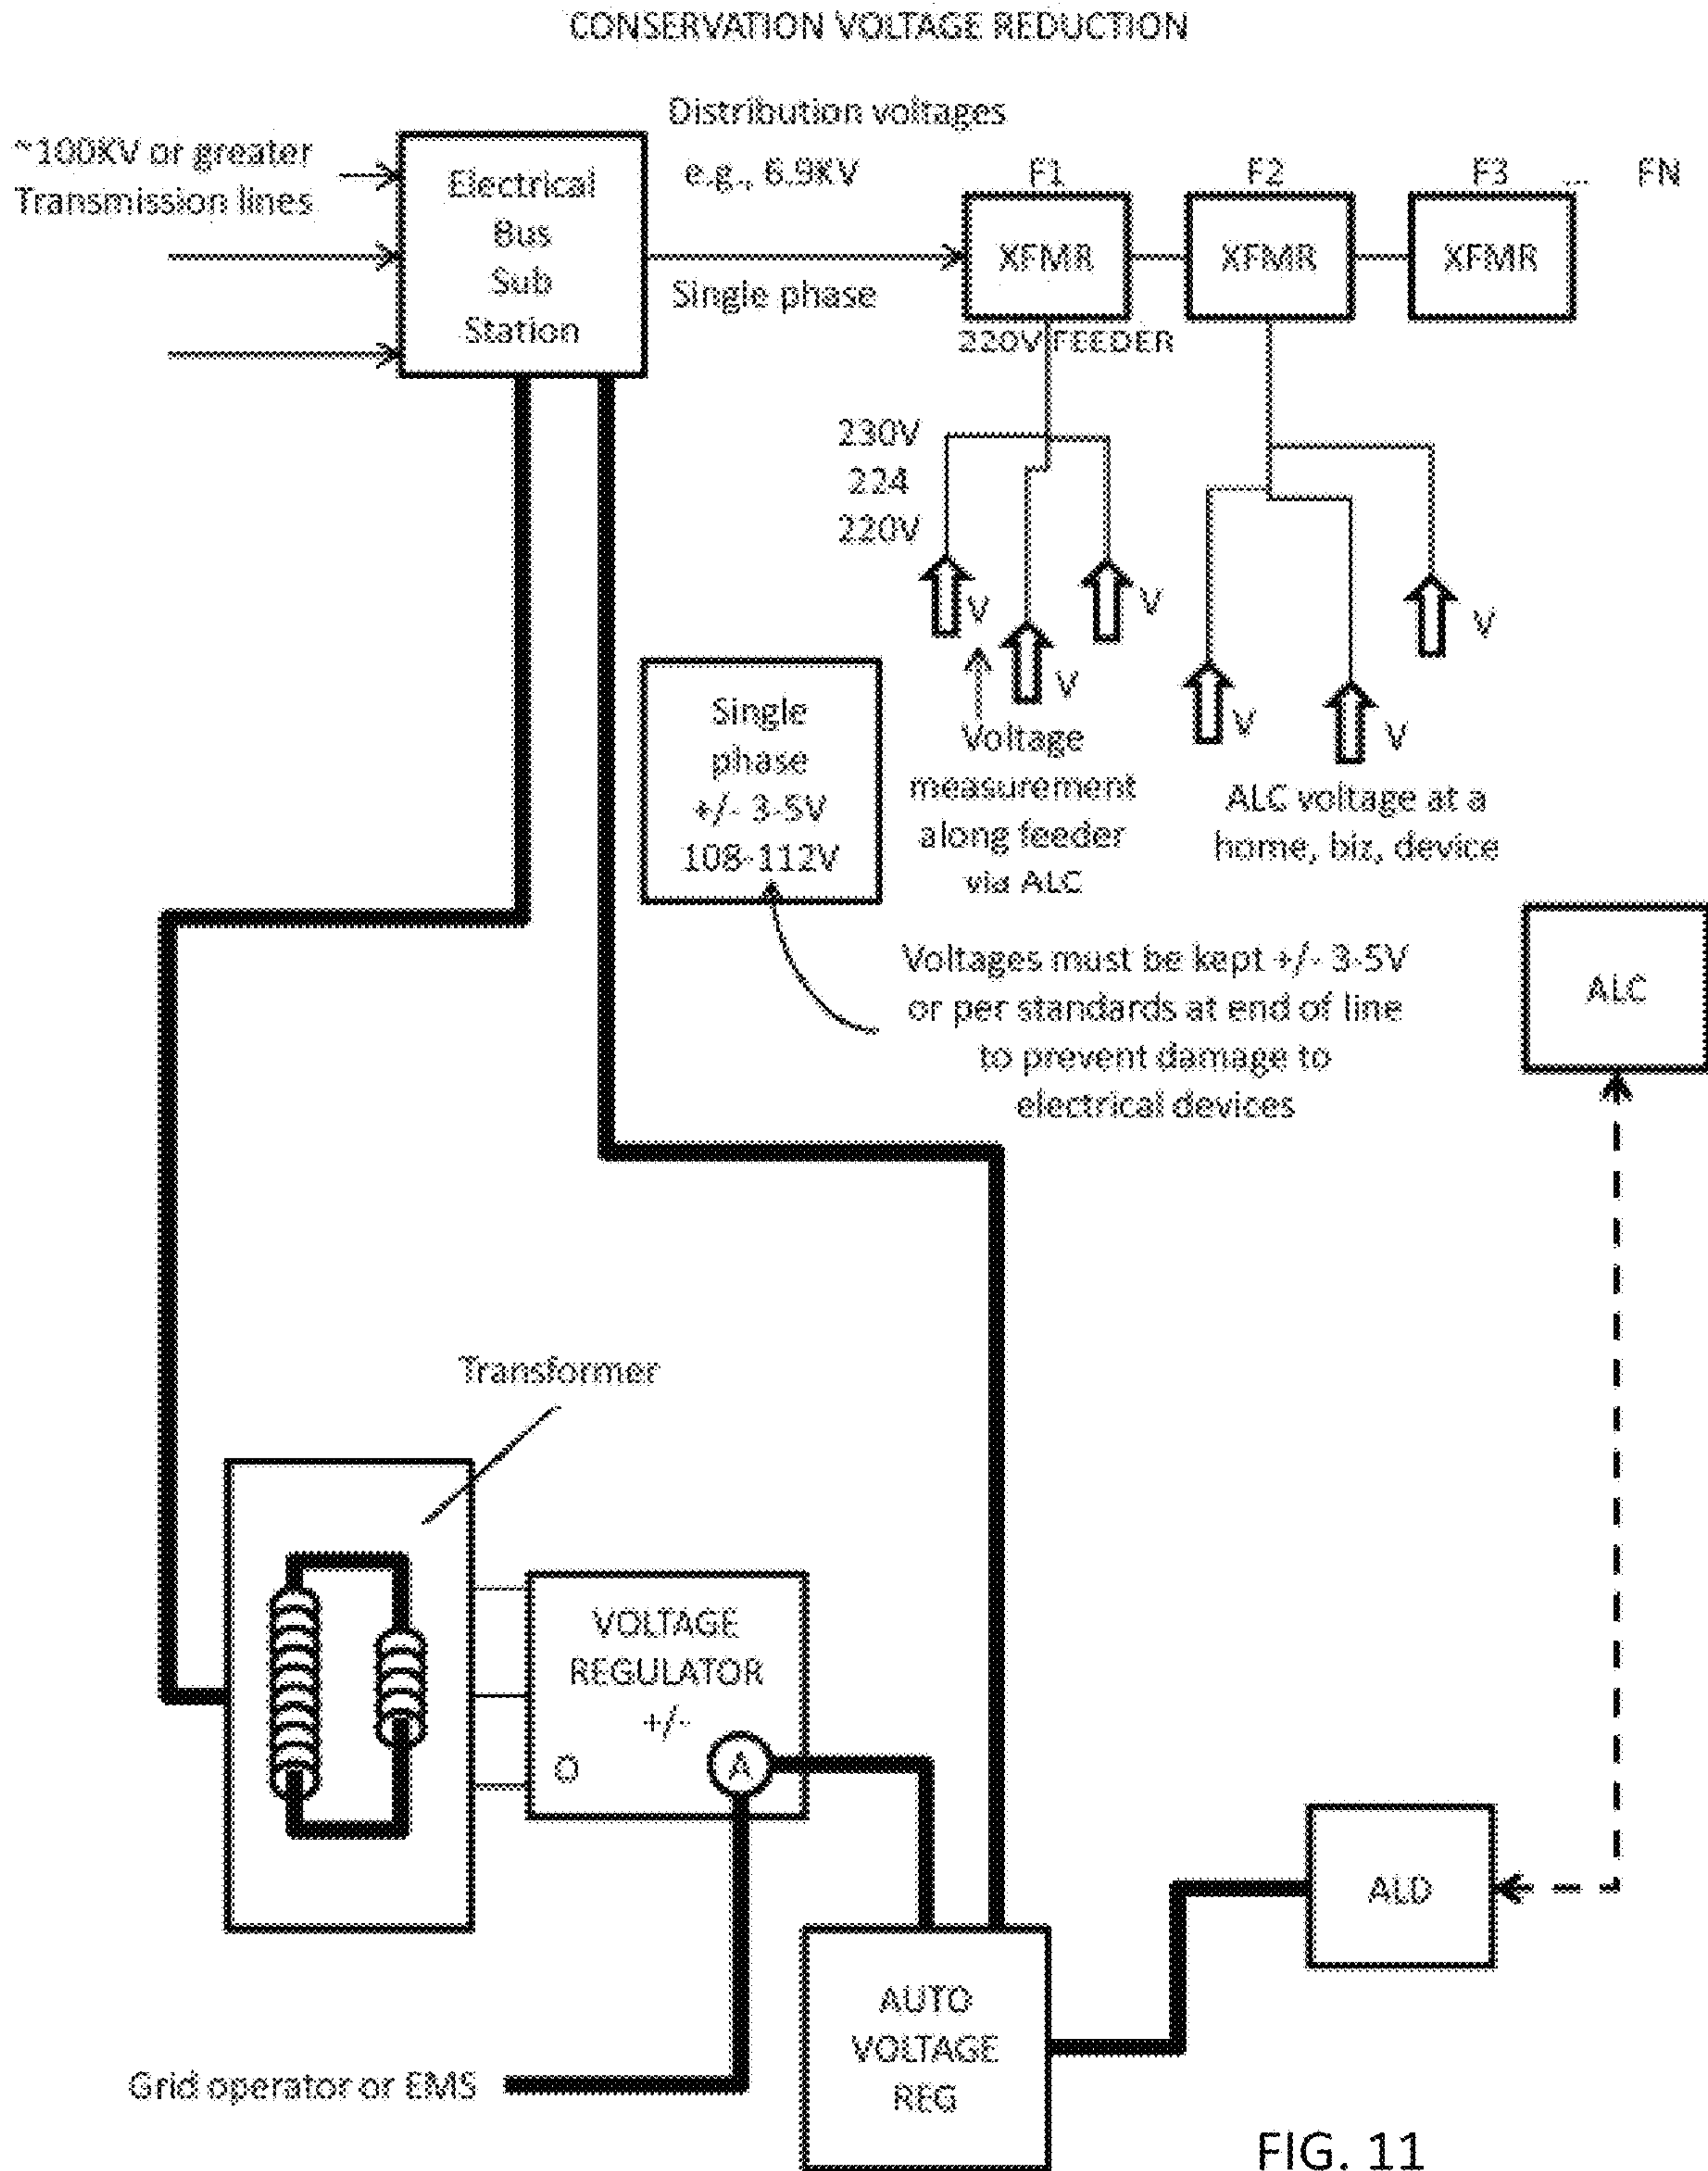 CONSERVATION VOLTAGE REDUCTION
~100KV or greater
Transmission lines
Electrical
Bus
Sub
Station
Distribution voltages
e.g., 6.9KV
Single phase
F1
F2
F3
...
FN
XFMR
XFMR
XFMR
220V FEEDER
230V
224
220V
V
V
V
V
V
V
Single
phase
+/- 3-5V
108-112V
Voltage
measurement
along feeder
via ALC
ALC voltage at a
home, biz, device
Voltages must be kept +/- 3-5V
or per standards at end of line
to prevent damage to
electrical devices
ALC
Transformer
VOLTAGE
REGULATOR
+/-
O
A
ALD
AUTO
VOLTAGE
REG
Grid operator or EMS
FIG. 11